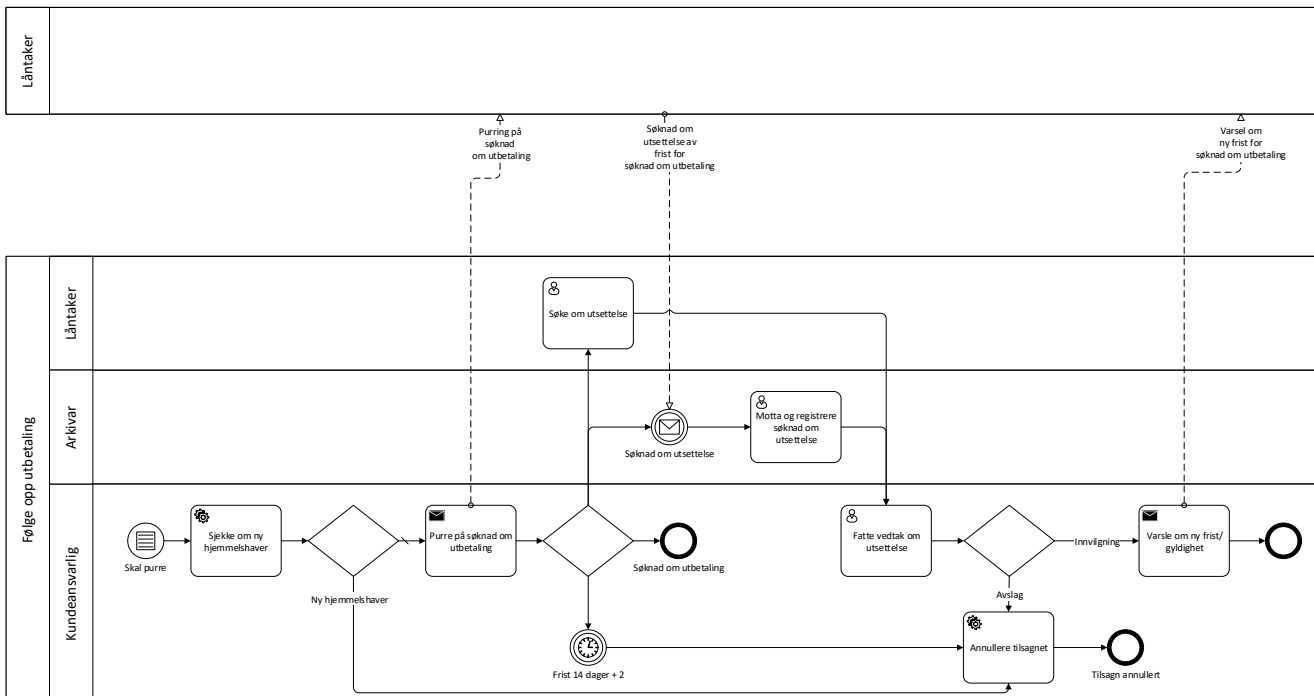 Låntaker
Purring på
søknad
om utbetaling
Søknad om
utsettelse av
frist for
søknad om utbetaling
Varsel om
ny frist for
søknad om utbetaling
Følge opp utbetaling
Låntaker
Søke om utsettelse
Arkivar
Søknad om utsettelse
Motta og registrere
søknad om
utsettelse
Kundeansvarlig
Skal purre
Sjekke om ny
hjemmelshaver
Ny hjemmelshaver
Purre på søknad om
utbetaling
Søknad om utbetaling
Frist 14 dager + 2
Fatte vedtak om
utsettelse
Innvilgning
Avslag
Varsle om ny frist/
gyldighet
Annullere tilsagnet
Tilsagn annullert